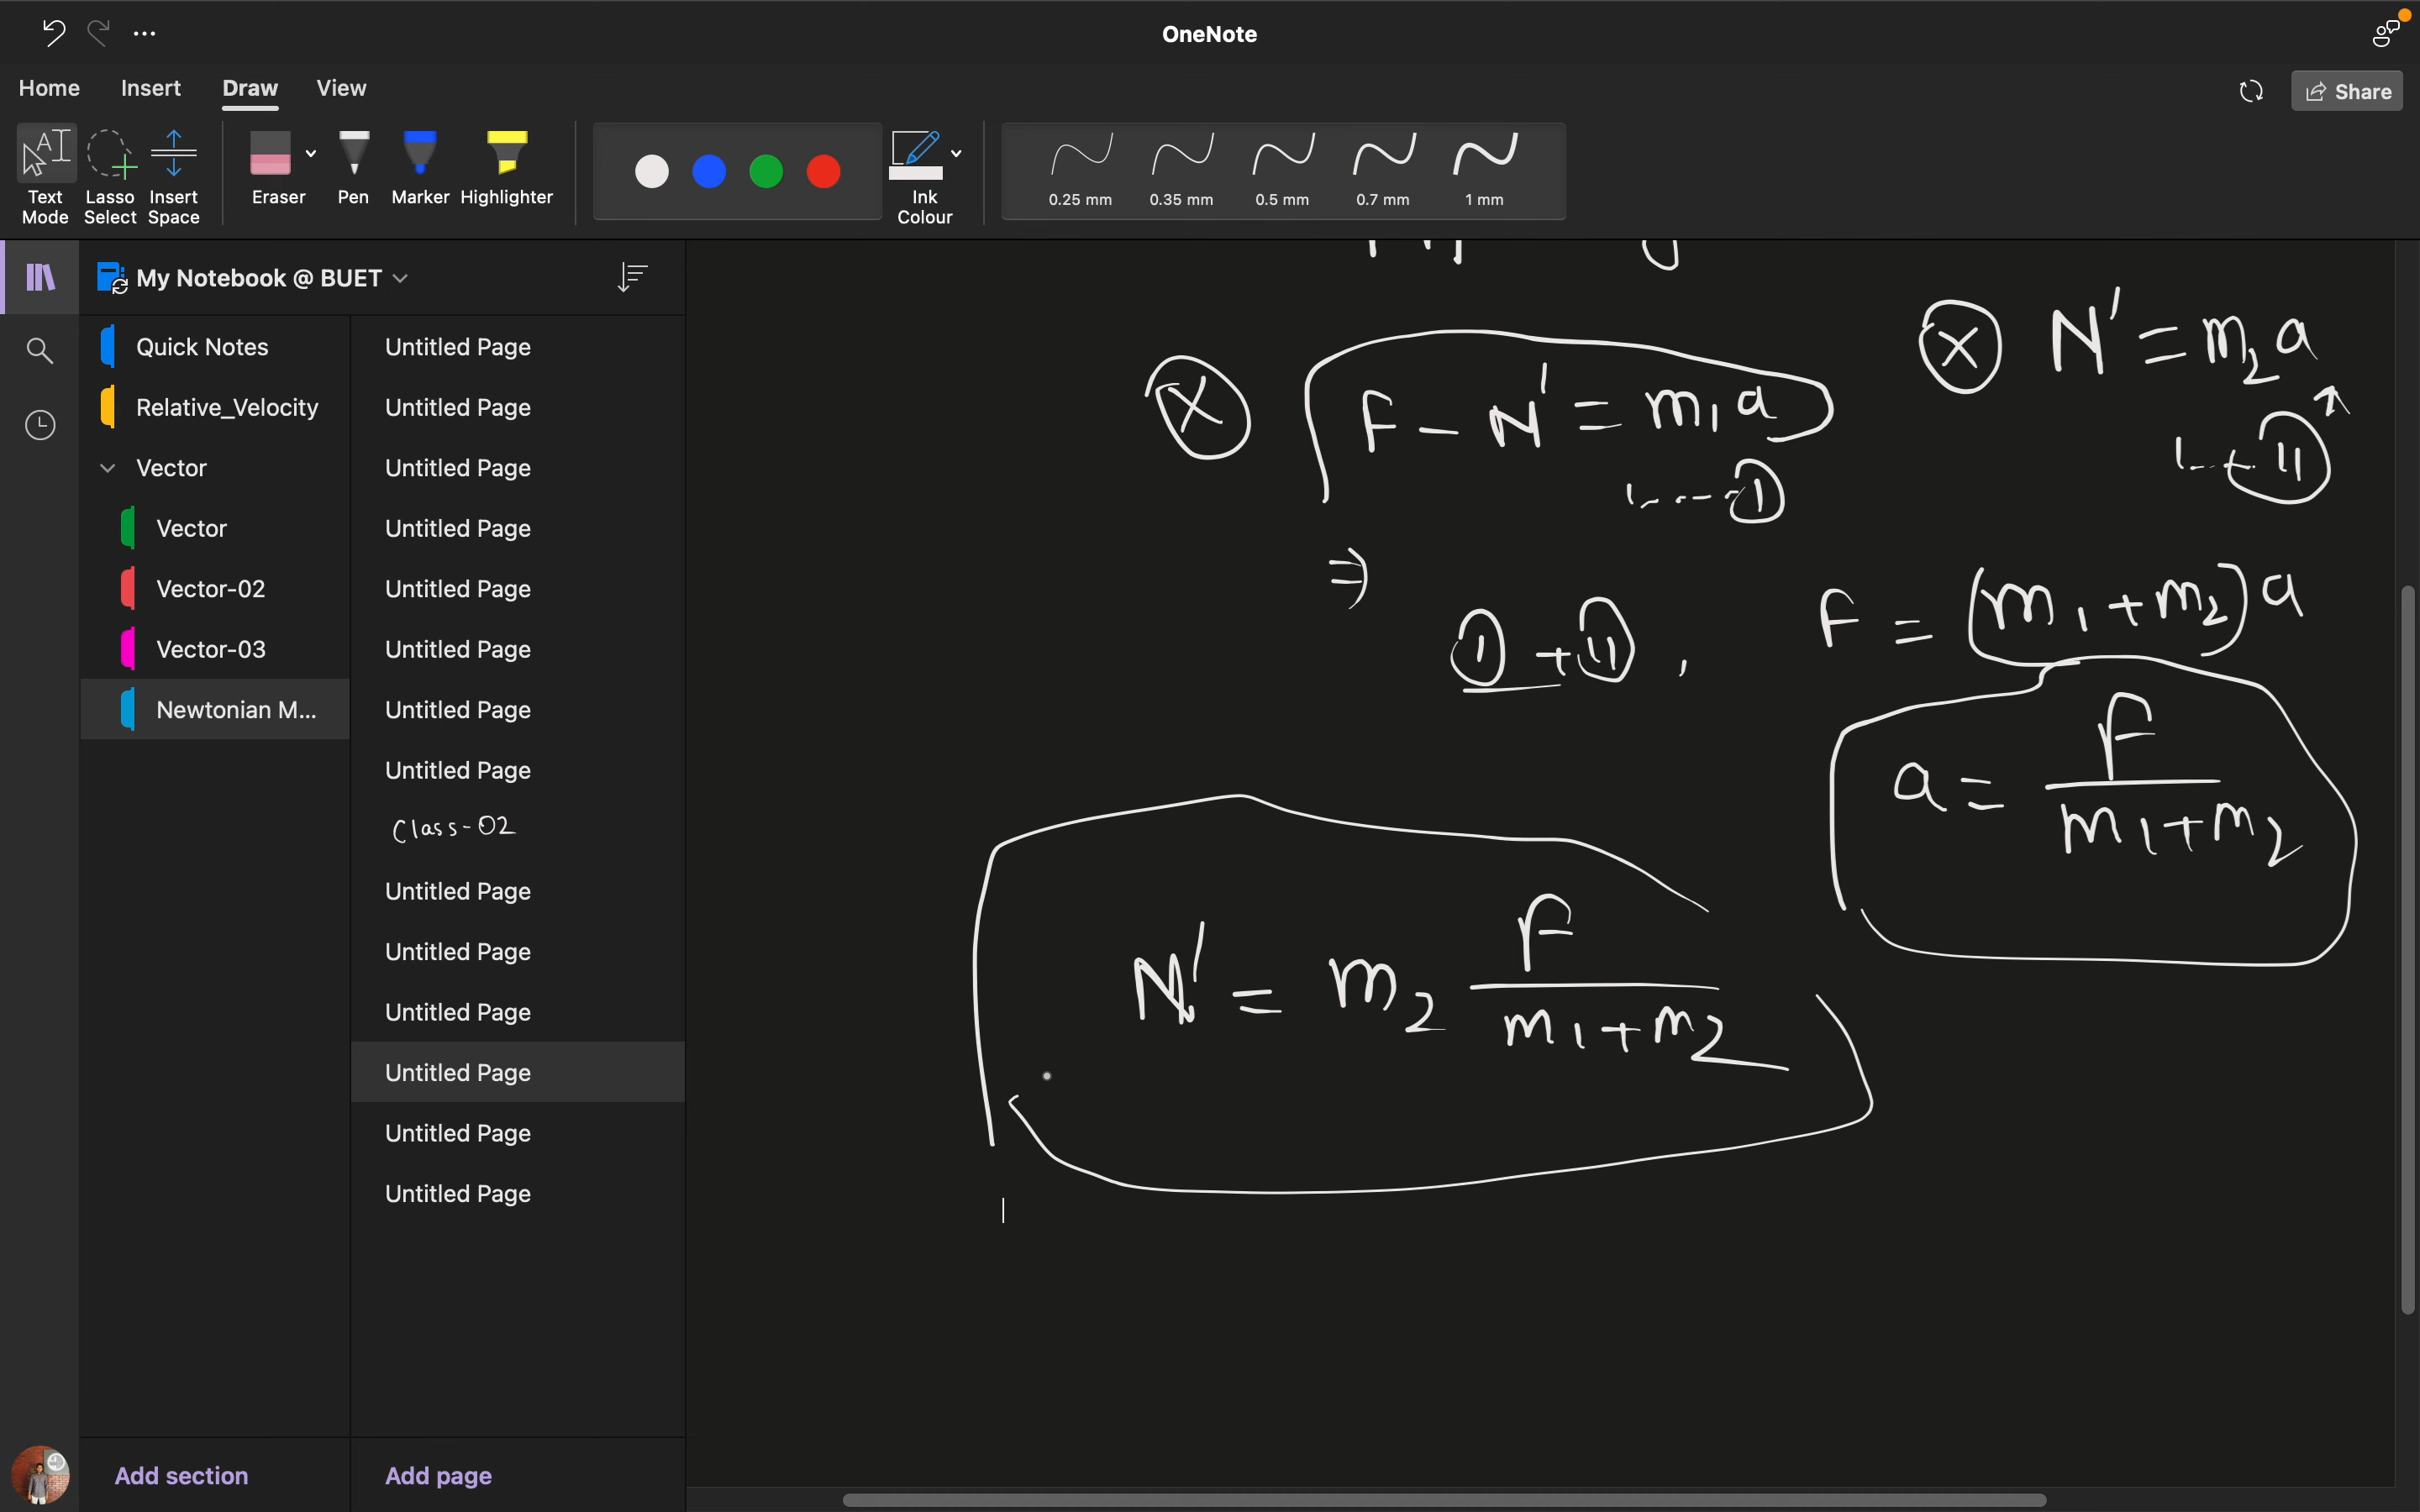 OneNote
Home Insert Draw View
Share
Text Mode
Lasso Select
Insert Space
Eraser
Pen
Marker
Highlighter
Ink Colour
0.25 mm
0.35 mm
0.5 mm
0.7 mm
1 mm
My Notebook @ BUET
Quick Notes
Relative_Velocity
Vector
Vector
Vector-02
Vector-03
Newtonian M...
Add section
Untitled Page
Untitled Page
Untitled Page
Untitled Page
Untitled Page
Untitled Page
Untitled Page
Untitled Page
Class-02
Untitled Page
Untitled Page
Untitled Page
Untitled Page
Untitled Page
Untitled Page
Add page
Ⓧ F - N' = m₁a
---- Ⓘ
Ⓧ N' = m₂a
---- Ⓘⓘ
⇒
Ⓘ + Ⓘⓘ , F = (m₁+m₂)a
a = F/(m₁+m₂)
N' = m₂ F/(m₁+m₂)